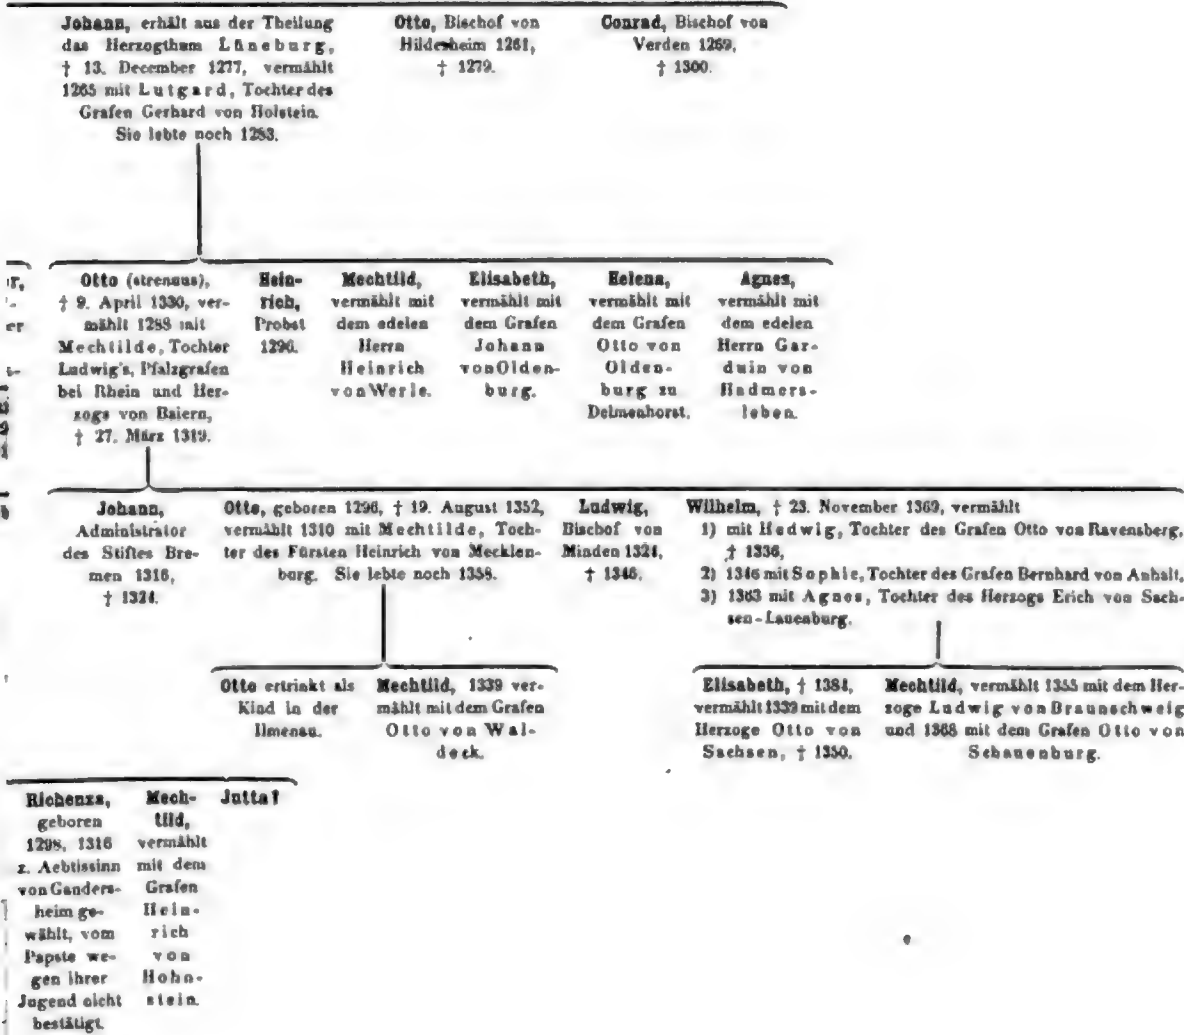 Johann, erhält aus der Theilung
das Herzogthum Lüneburg,
† 13. December 1277, vermählt
1265 mit Lutgard, Tochter des
Grafen Gerhard von Holstein.
Sie lebte noch 1283.
Otto, Bischof von
Hildesheim 1261,
† 1279.
Conrad, Bischof von
Verden 1269,
† 1300.
Otto (strenuus),
† 9. April 1330, ver-
mählt 1288 mit
Mechtilde, Tochter
Ludwig's, Pfalzgrafen
bei Rhein und Her-
zogs von Baiern,
† 27. März 1319.
Hein-
rich,
Probst
1296.
Mechtild,
vermählt mit
dem edelen
Herrn
Heinrich
von Werle.
Elisabeth,
vermählt mit
dem Grafen
Johann
von Olden-
burg.
Helena,
vermählt mit
dem Grafen
Otto von
Olden-
burg zu
Delmenhorst.
Agnes,
vermählt mit
dem edelen
Herrn Gar-
duin von
Hadmers-
leben.
Johann,
Administrator
des Stiftes Bre-
men 1316,
† 1324.
Otto, geboren 1296, † 19. August 1352,
vermählt 1310 mit Mechtilde, Toch-
ter des Fürsten Heinrich von Mecklen-
burg. Sie lebte noch 1358.
Ludwig,
Bischof von
Minden 1324,
† 1346.
Wilhelm, † 23. November 1369, vermählt
1) mit Hedwig, Tochter des Grafen Otto von Ravensberg,
† 1336,
2) 1346 mit Sophie, Tochter des Grafen Bernhard von Anhalt,
3) 1363 mit Agnes, Tochter des Herzogs Erich von Sach-
sen-Lauenburg.
Otto ertrinkt als
Kind in der
Ilmenau.
Mechtild, 1339 ver-
mählt mit dem Grafen
Otto von Wal-
deck.
Elisabeth, † 1384,
vermählt 1339 mit dem
Herzoge Otto von
Sachsen, † 1350.
Mechtild, vermählt 1355 mit dem Her-
zoge Ludwig von Braunschweig
und 1368 mit dem Grafen Otto von
Schauenburg.
Richenza,
geboren
1298, 1316
z. Aebtissinn
von Ganders-
heim ge-
wählt, vom
Papste we-
gen ihrer
Jugend nicht
bestätigt.
Mech-
tild,
vermählt
mit dem
Grafen
Hein-
rich
von
Hohn-
stein.
Jutta?